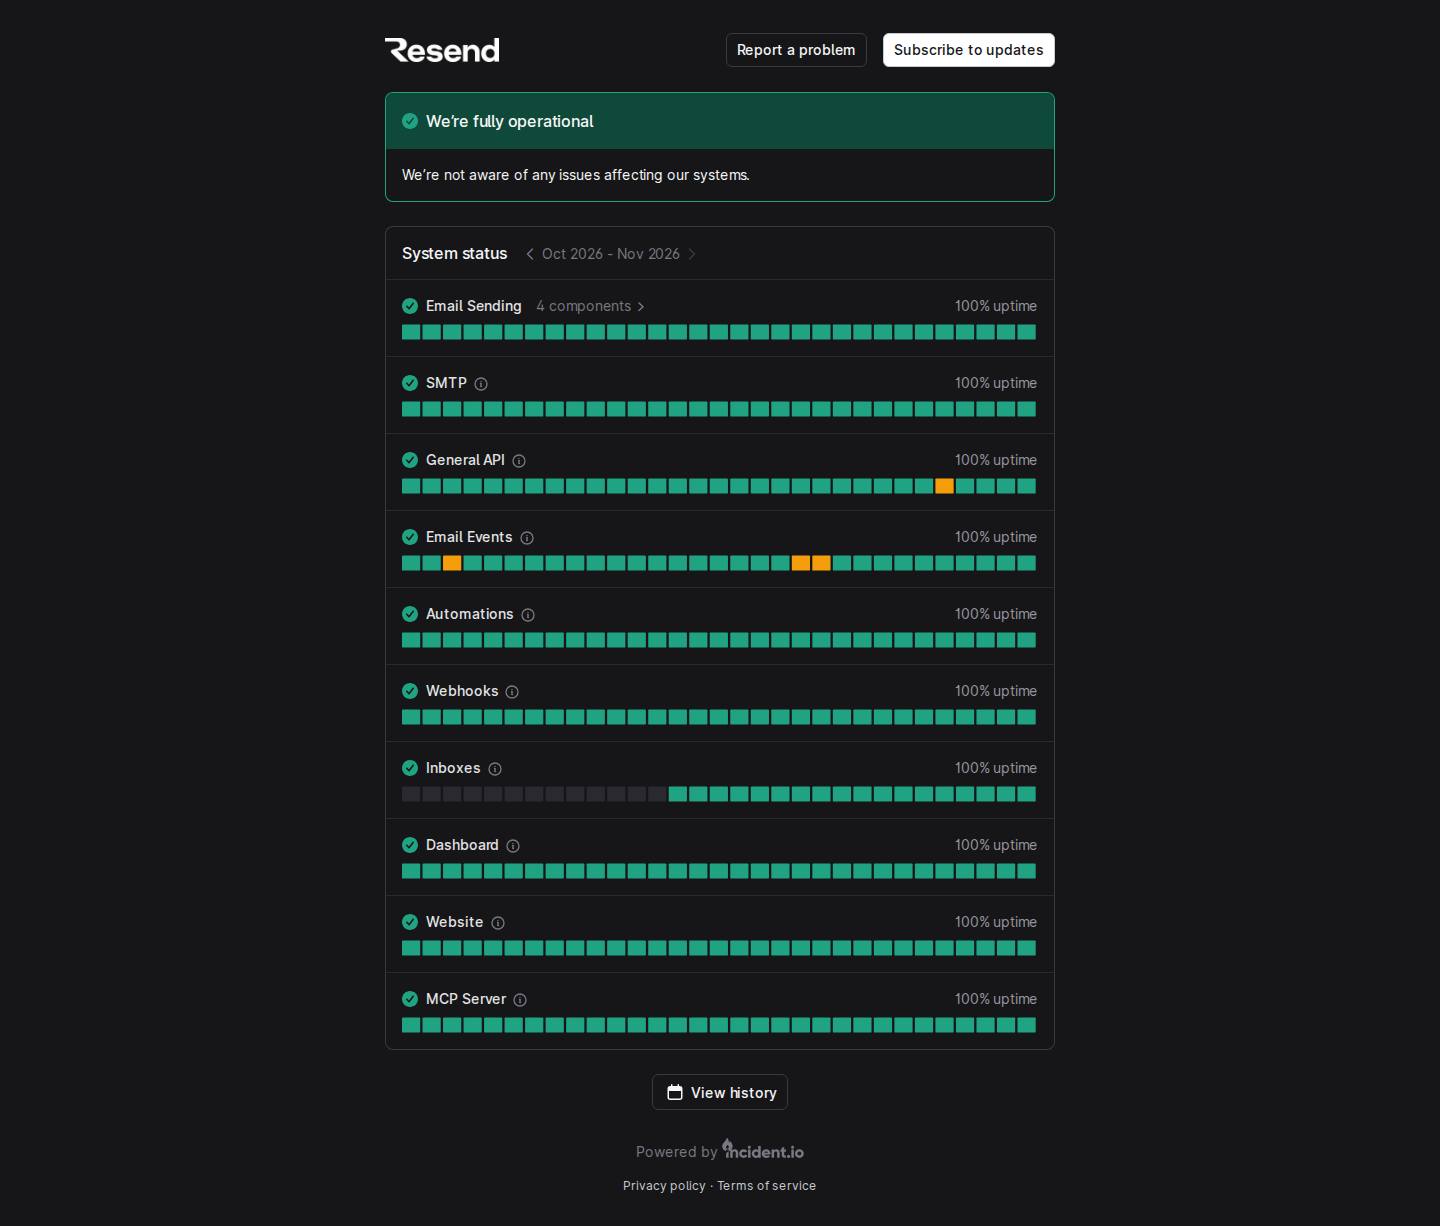 Resend
Report a problem
Subscribe to updates
We're fully operational
We're not aware of any issues affecting our systems.
System status
Oct 2026 - Nov 2026
Email Sending 4 components 100% uptime
SMTP 100% uptime
General API 100% uptime
Email Events 100% uptime
Automations 100% uptime
Webhooks 100% uptime
Inboxes 100% uptime
Dashboard 100% uptime
Website 100% uptime
MCP Server 100% uptime
View history
Powered by incident.io
Privacy policy · Terms of service